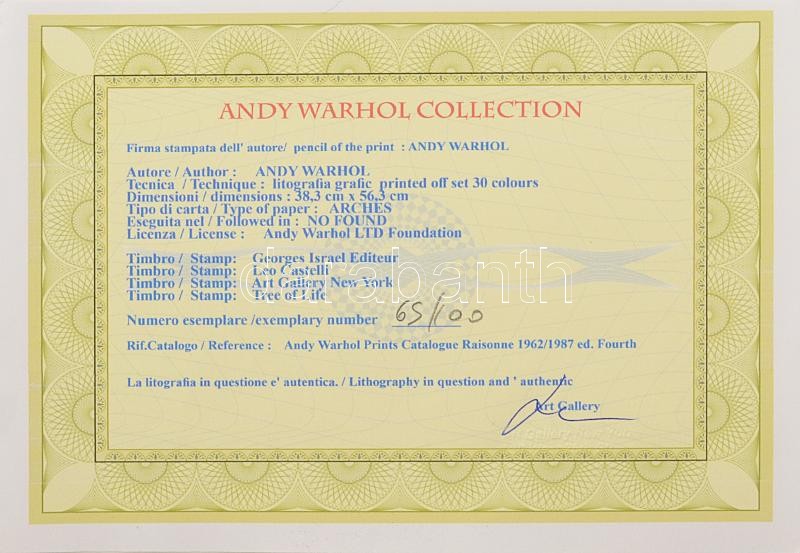 ANDY WARHOL COLLECTION
Firma stampata dell' autore/ pencil of the print : ANDY WARHOL
Autore / Author : ANDY WARHOL
Tecnica / Technique : litografia grafic printed off set 30 colours
Dimensioni / dimensions : 38,3 cm x 56,3 cm
Tipo di carta / Type of paper : ARCHES
Eseguita nel / Followed in : NO FOUND
Licenza / License : Andy Warhol LTD Foundation
Timbro / Stamp: Georges Israel Editeur
Timbro / Stamp: Leo Castelli
Timbro / Stamp: Art Gallery New York
Timbro / Stamp: Tree of Life
darabanth
Numero esemplare /exemplary number 65/100
Rif.Catalogo / Reference : Andy Warhol Prints Catalogue Raisonne 1962/1987 ed. Fourth
La litografia in questione e' autentica. / Lithography in question and ' authentic
Art Gallery